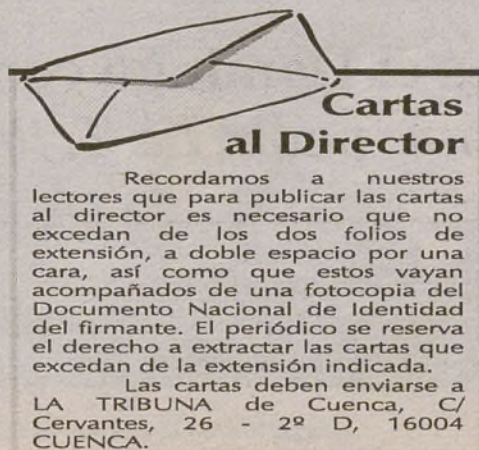 Cartas
al Director
Recordamos a nuestros
lectores que para publicar las cartas
al director es necesario que no
excedan de los dos folios de
extensión, a doble espacio por una
cara, así como que estos vayan
acompañados de una fotocopia del
Documento Nacional de Identidad
del firmante. El periódico se reserva
el derecho a extractar las cartas que
excedan de la extensión indicada.
Las cartas deben enviarse a
LA TRIBUNA de Cuenca, C/
Cervantes, 26 - 2º D, 16004
CUENCA.